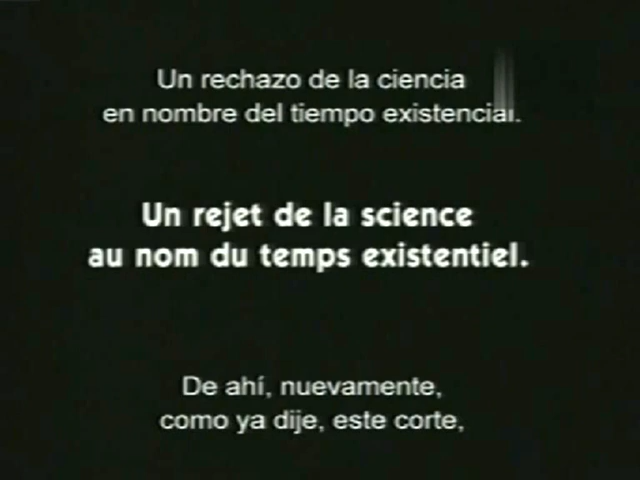 Un rechazo de la ciencia
en nombre del tiempo existencial.
Un rejet de la science
au nom du temps existentiel.
De ahí, nuevamente,
como ya dije, este corte,